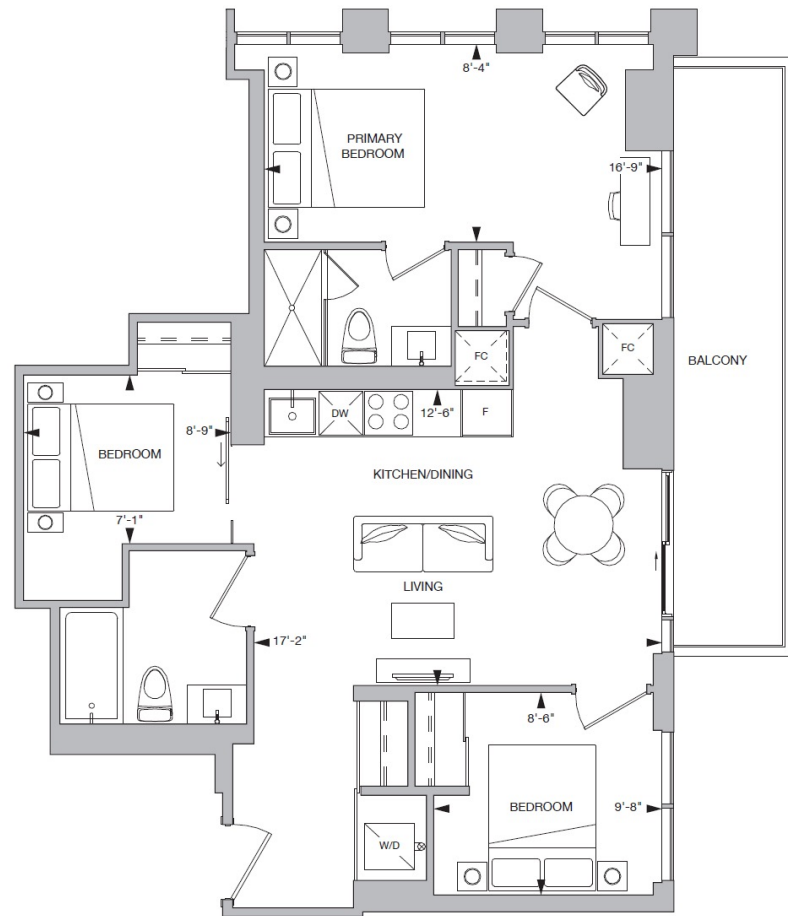 8'-4"
PRIMARY
BEDROOM
16'-9"
FC
FC
BALCONY
DW
12'-6"
F
8'-9"
BEDROOM
KITCHEN/DINING
7'-1"
LIVING
17'-2"
8'-6"
BEDROOM
9'-8"
W/D